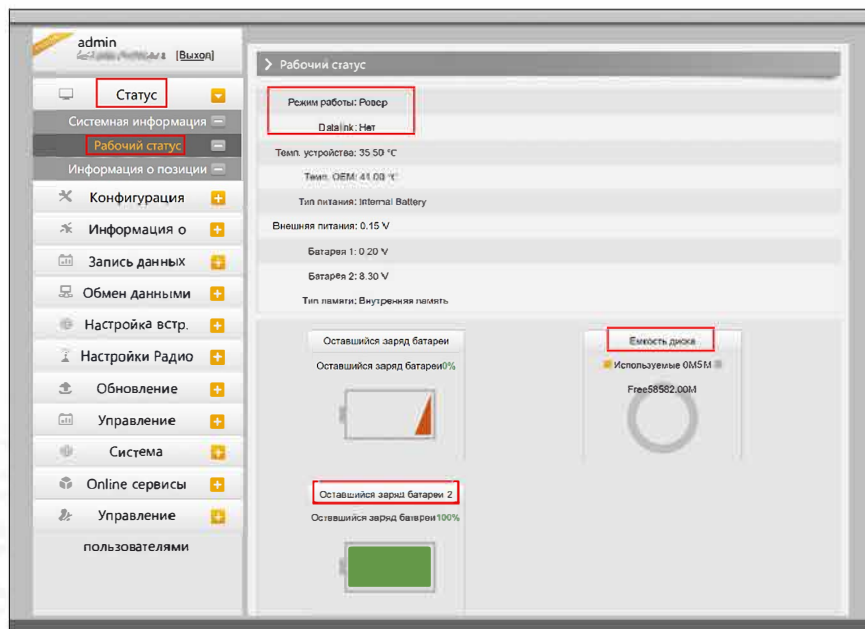 admin
[Выход]
Статус
Системная информация
Рабочий статус
Информация о позиции
Конфигурация
Информация о
Запись данных
Обмен данными
Настройка встр.
Настройки Радио
Обновление
Управление
Система
Online сервисы
Управление
пользователями
Рабочий статус
Режим работы: Ровер
Datalink: Нет
Темп. устройства: 35.50 °C
Темп. OEM: 41.00 °C
Тип питания: Internal Battery
Внешняя питания: 0.15 V
Батарея 1: 0.20 V
Батарея 2: 8.30 V
Тип памяти: Внутренняя память
Оставшийся заряд батареи
Оставшийся заряд батареи0%
Емкость диска
Используемые 0M5M
Free58582.00M
Оставшийся заряд батареи 2
Оставшийся заряд батареи100%